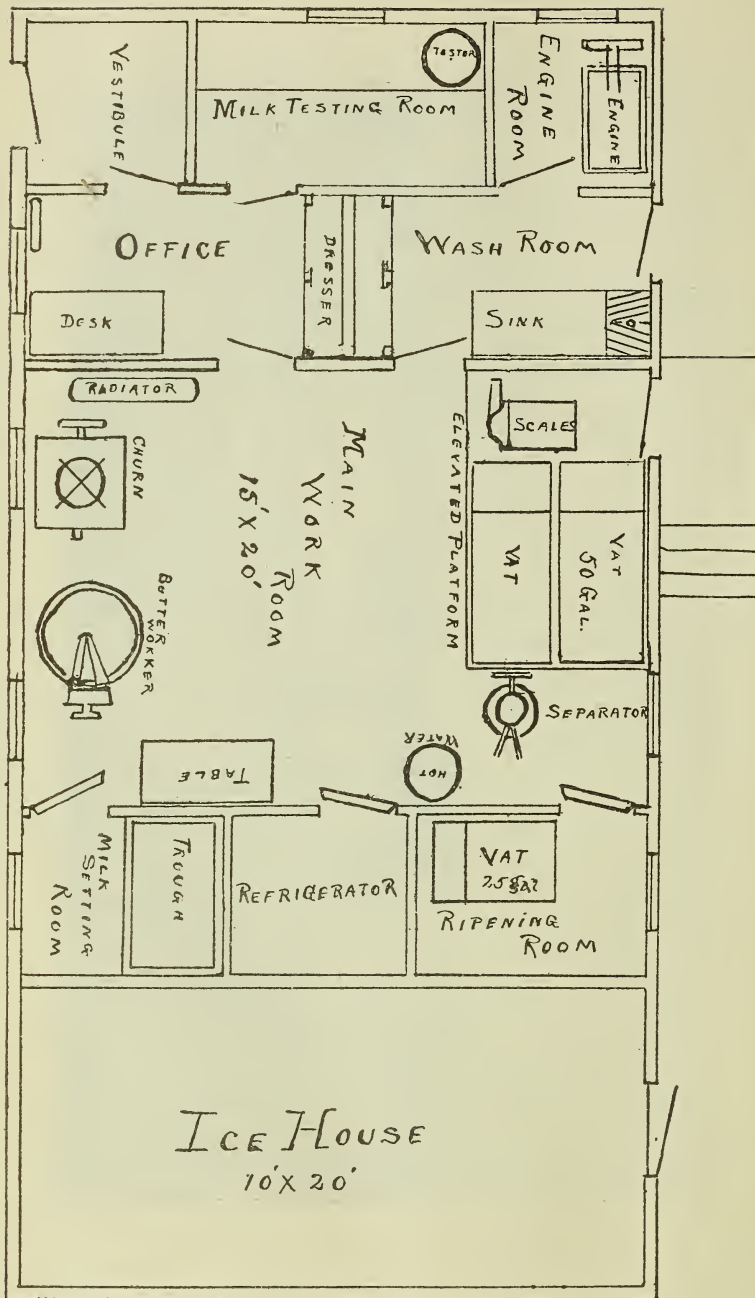 VESTIBULE
TESTER
MILK TESTING ROOM
ENGINE
ROOM
ENGINE
OFFICE
DESK
DRESSER
WASH ROOM
SINK
RADIATOR
CHURN
MAIN
WORK
ROOM
15' X 20'
ELEVATED PLATFORM
SCALES
VAT
VAT
50 GAL.
BUTTER
WORKER
SEPARATOR
TABLE
HOT
WATER
MILK
SETTING
ROOM
TROUGH
REFRIGERATOR
VAT
25 gal
RIPENING
ROOM
ICE HOUSE
10' X 20'